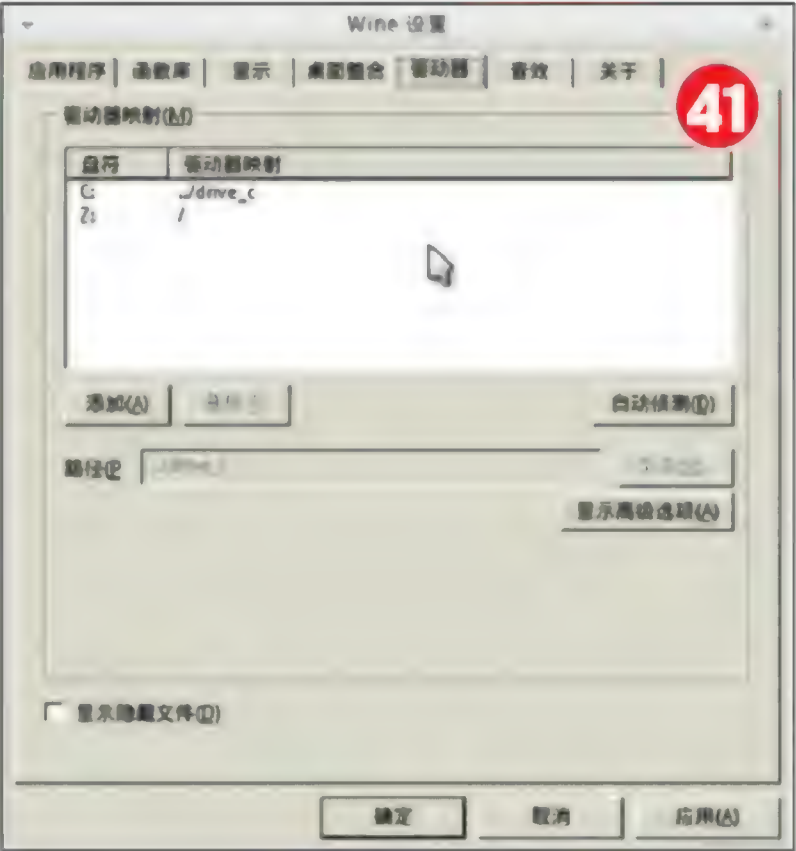 Wine 设置
应用程序 函数库 显示 桌面整合 驱动器 音效 关于
41
驱动器映射(M)
盘符 驱动器映射
C: ../drive_c
Z: /
添加(A) 自动侦测(D)
路径(P
显示高级选项(A)
显示隐藏文件(D)
确定 取消 应用(A)